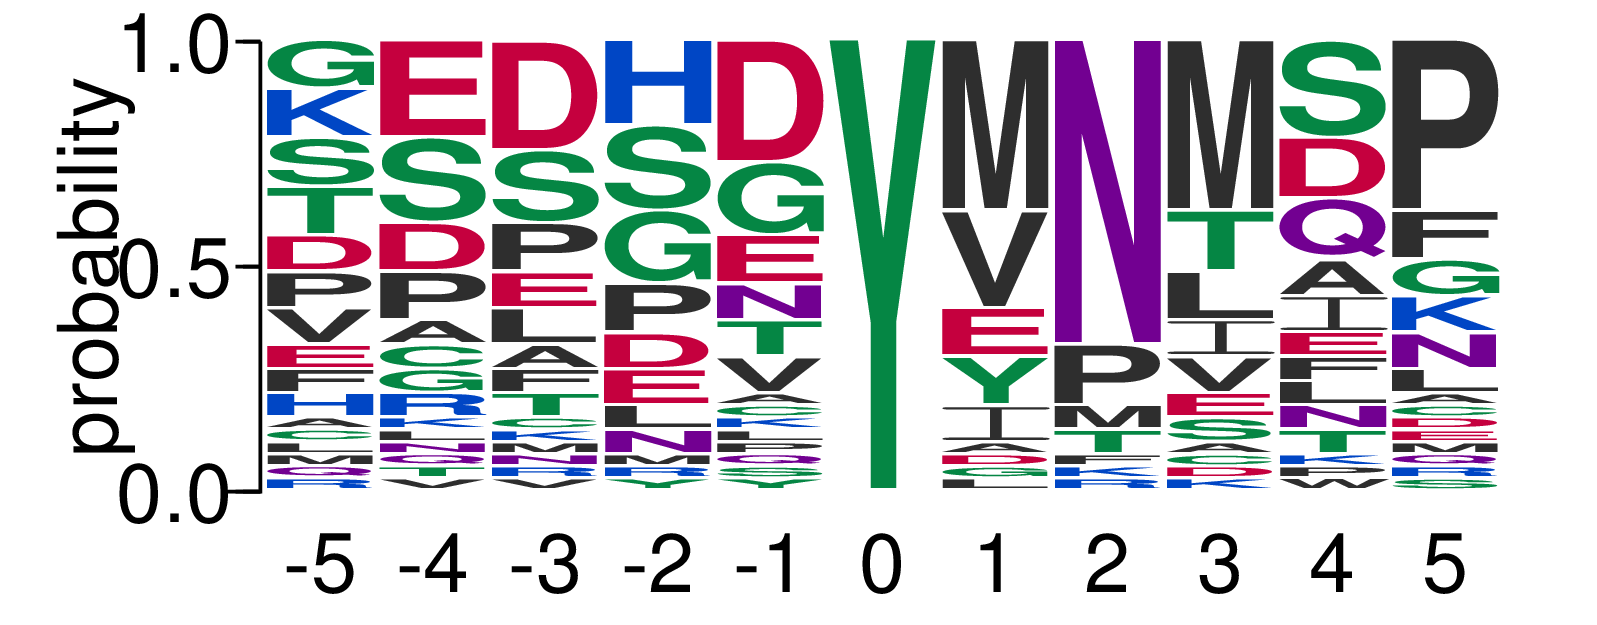 probability
1.0
0.5
0.0
G K S T D P V E F H A C L M Q R
E S D P A C G R K L N Q T V
D S P E L A F T C K M N R V
H S G P D E L N M R Y
D G E N T V A C K L P Q S Y
Y
M V E Y I A D G L
N P M T F K R
M T L I V E S A C D K
S D Q A I E F L N T K P W
P F G K N L A C D E M Q R S
-5 -4 -3 -2 -1 0 1 2 3 4 5